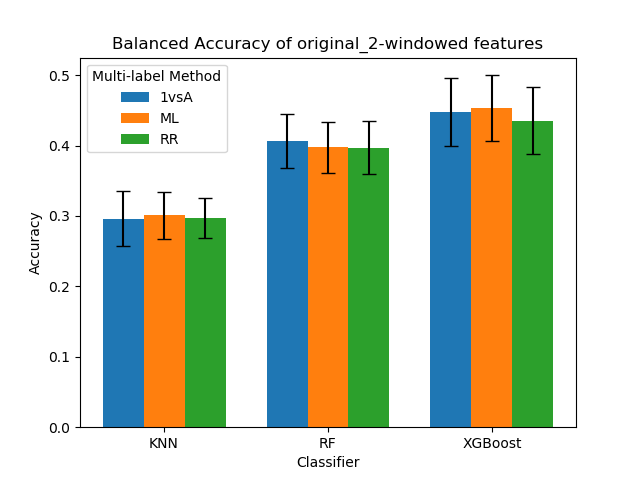 Balanced Accuracy of original_2-windowed features
Multi-label Method
1vsA
ML
RR
0.5
0.4
0.3
0.2
0.1
0.0
Accuracy
KNN
RF
XGBoost
Classifier